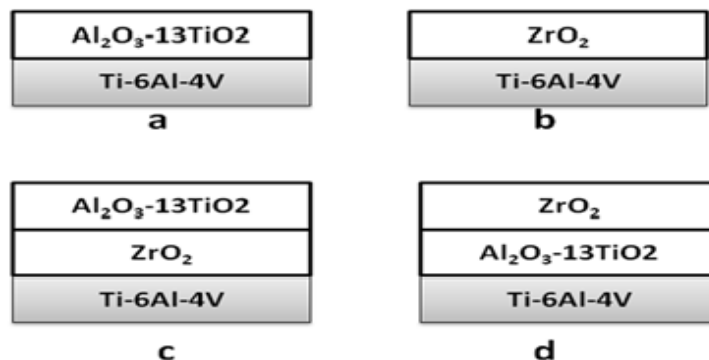 Al₂O₃-13TiO2
Ti-6Al-4V
a
ZrO₂
Ti-6Al-4V
b
Al₂O₃-13TiO2
ZrO₂
Ti-6Al-4V
c
ZrO₂
Al₂O₃-13TiO2
Ti-6Al-4V
d